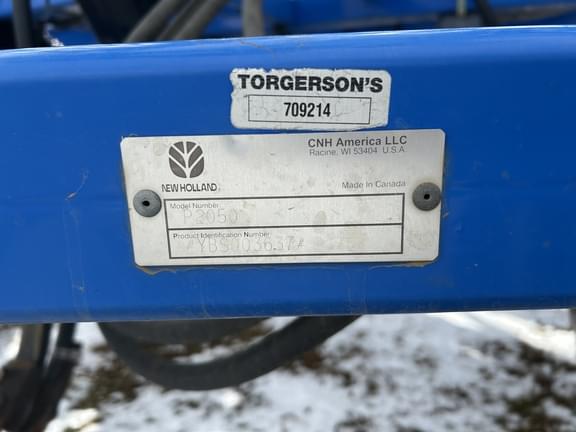 TORGERSON'S
709214
CNH America LLC
Racine, WI 53404 U.S.A.
NEW HOLLAND
Made in Canada
Model Number
P2050
Product Identification Number
*YBS003637*